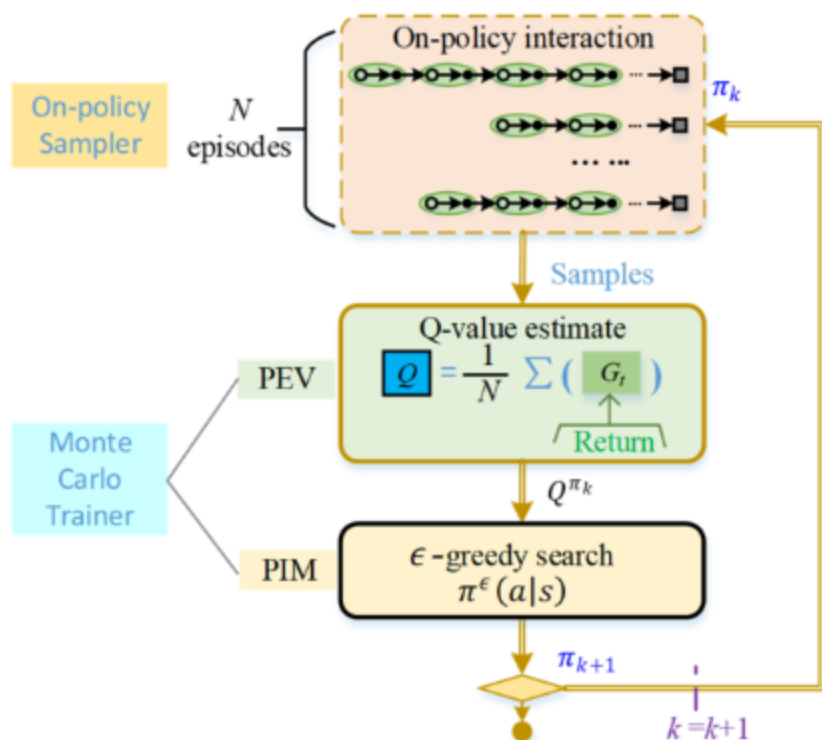 On-policy interaction
On-policy
Sampler
N
episodes
... ...
π_k
Samples
Q-value estimate
PEV
Q = 1/N Σ ( G_t )
Return
Monte
Carlo
Trainer
Q^{π_k}
PIM
ϵ-greedy search
π^ϵ(a|s)
π_{k+1}
k=k+1